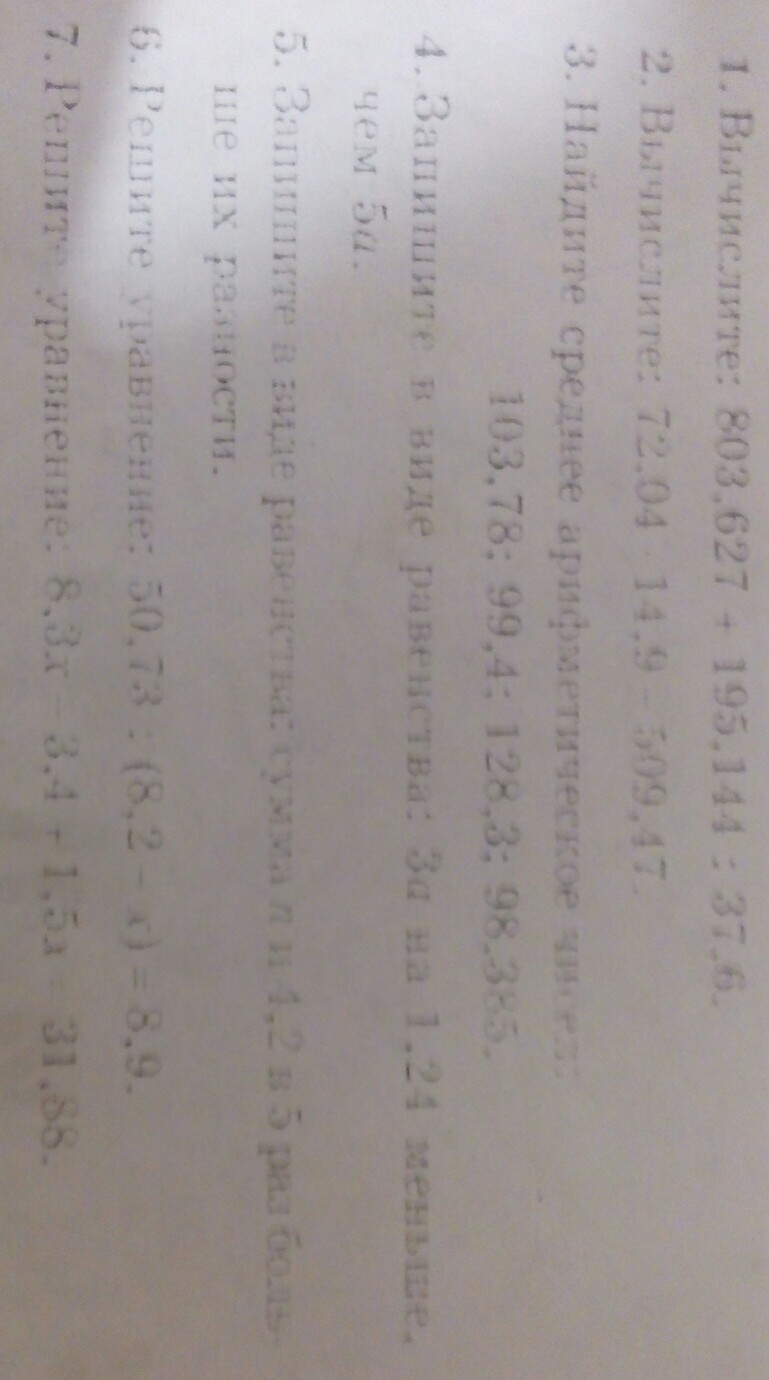 1. Вычислите: 803,627 + 195,144 : 37,6.
2. Вычислите: 72,04 · 14,9 − 509,47.
3. Найдите среднее арифметическое чисел:
103,78; 99,4; 128,3; 98,385.
4. Запишите в виде равенства: 3a на 1,24 меньше,
чем 5a.
5. Запишите в виде равенства: сумма и 4,2 в 5 раз боль-
ше их разности.
6. Решите уравнение: 50,73 : (8,2 − x) = 8,9.
7. Решите уравнение: 8,3x − 3,4 + 1,5x = 31,88.